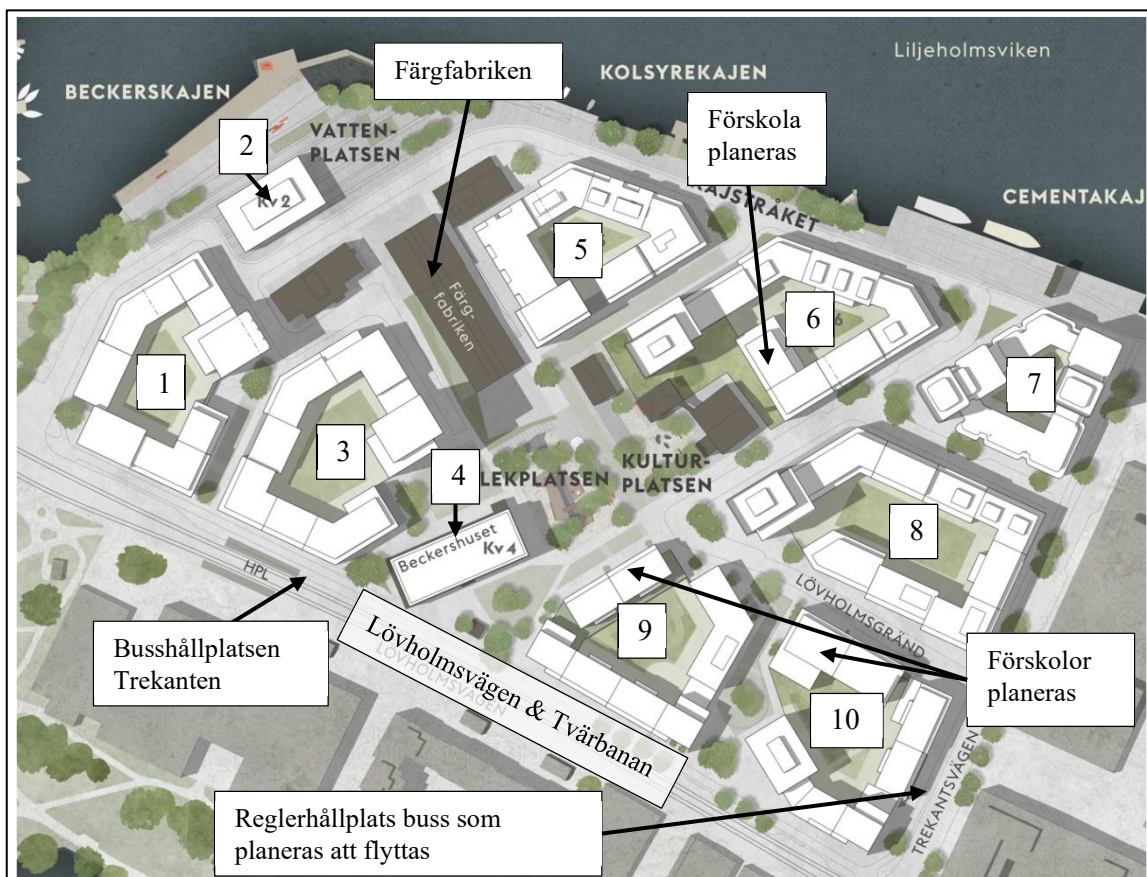 Liljeholmsviken
Färgfabriken
KOLSYREKAJEN
BECKERSKAJEN
VATTEN-
PLATSEN
Förskola
planeras
2
Kv 2
KAJSTRÅKET
CEMENTAKAJ
5
Färg-
fabriken
6
6
1
7
3
KULTUR-
PLATSEN
4
LEKPLATSEN
8
Beckershuset
Kv 4
HPL
9
LÖVHOLMSGRÄND
Busshållplatsen
Trekanten
Lövholmsvägen & Tvärbanan
LÖVHOLMSVÄGEN
Förskolor
planeras
10
TREKANTSVÄGEN
Reglerhållplats buss som
planeras att flyttas